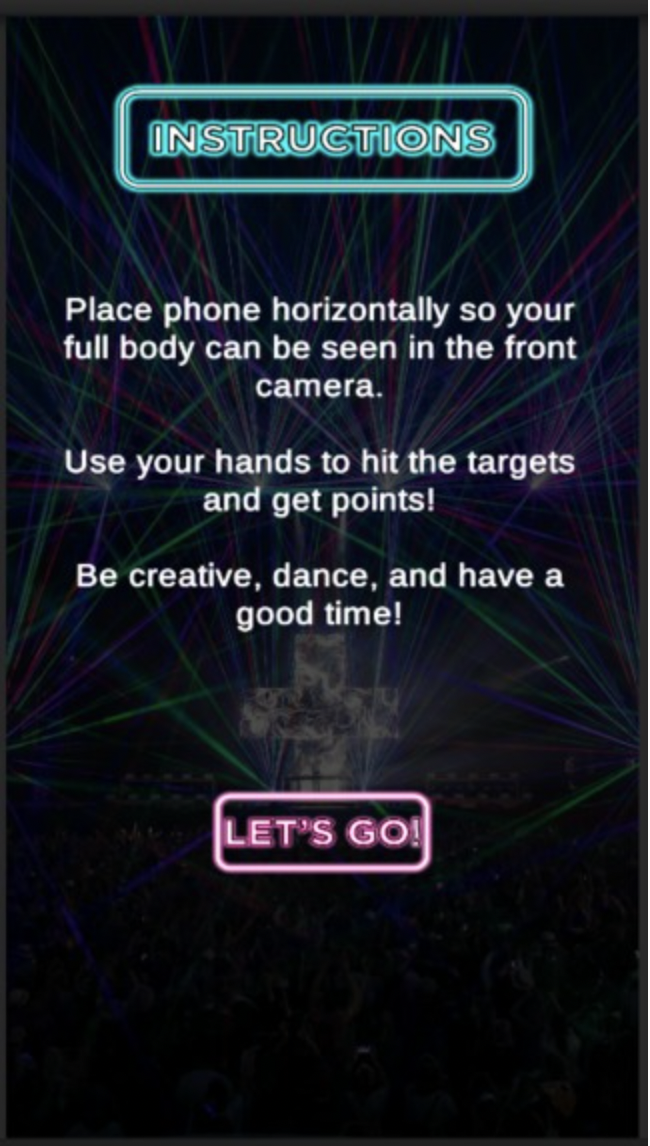 INSTRUCTIONS
Place phone horizontally so your
full body can be seen in the front
camera.
Use your hands to hit the targets
and get points!
Be creative, dance, and have a
good time!
LET'S GO!